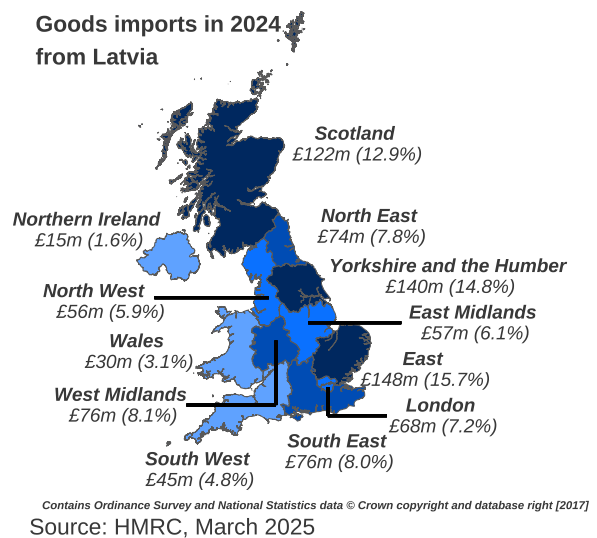 Goods imports in 2024
from Latvia
Scotland
£122m (12.9%)
Northern Ireland
£15m (1.6%)
North East
£74m (7.8%)
Yorkshire and the Humber
£140m (14.8%)
North West
£56m (5.9%)
East Midlands
£57m (6.1%)
Wales
£30m (3.1%)
East
£148m (15.7%)
West Midlands
£76m (8.1%)
London
£68m (7.2%)
South East
£76m (8.0%)
South West
£45m (4.8%)
Contains Ordinance Survey and National Statistics data © Crown copyright and database right [2017]
Source: HMRC, March 2025